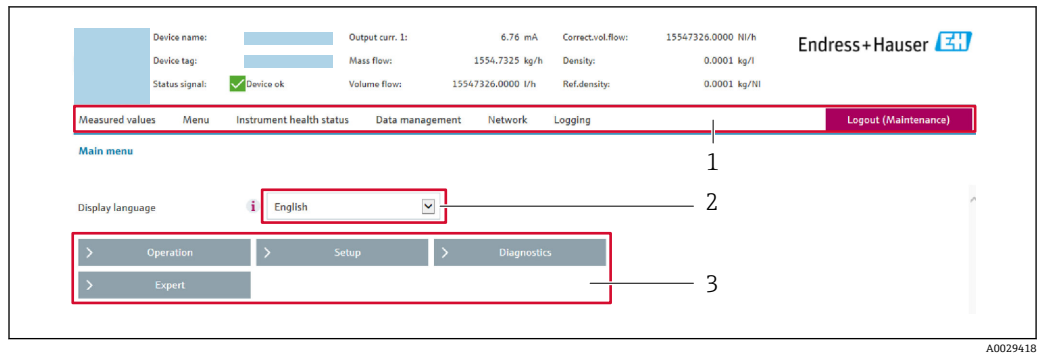 Device name: Output curr. 1: 6.76 mA Correct.vol.flow: 15547326.0000 Nl/h
Endress+Hauser EH
Device tag: Mass flow: 1554.7325 kg/h Density: 0.0001 kg/l
Status signal: Device ok Volume flow: 15547326.0000 l/h Ref.density: 0.0001 kg/Nl
Measured values Menu Instrument health status Data management Network Logging Logout (Maintenance)
1
Main menu
Display language i English 2
> Operation > Setup > Diagnostics
> Expert 3
A0029418